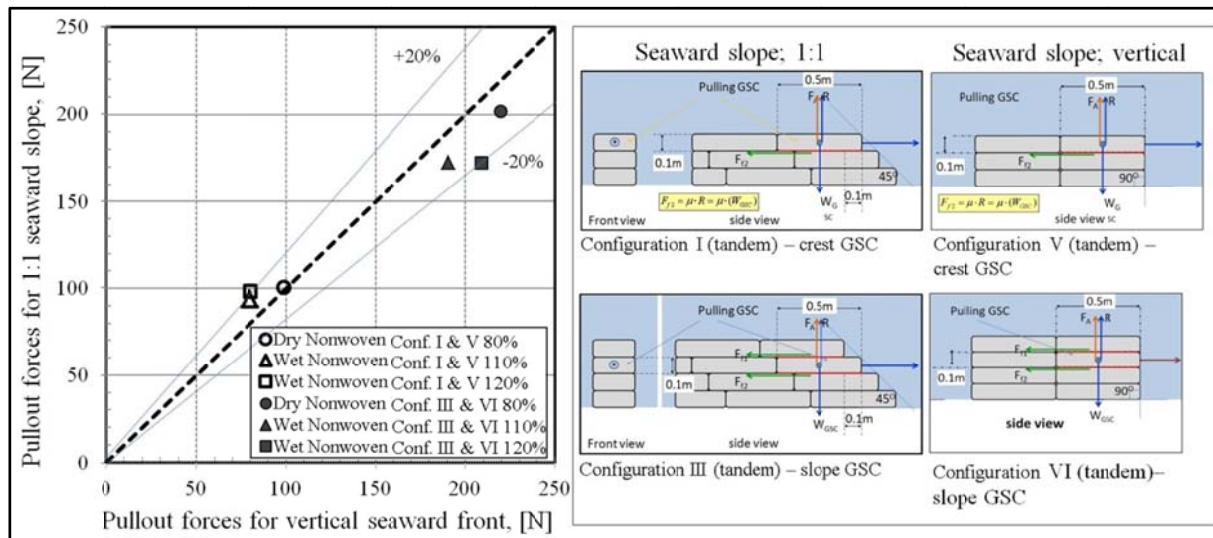 250
200
150
100
50
0
0
50
100
150
200
250
Pullout forces for 1:1 seaward slope, [N]
Pullout forces for vertical seaward front, [N]
+20%
-20%
Dry Nonwoven Conf. I & V 80%
Wet Nonwoven Conf. I & V 110%
Wet Nonwoven Conf. I & V 120%
Dry Nonwoven Conf. III & VI 80%
Wet Nonwoven Conf. III & VI 110%
Wet Nonwoven Conf. III & VI 120%
Seaward slope; 1:1
Seaward slope; vertical
Pulling GSC
0.5m
FA
R
0.1m
Ff2
45O
0.1m
WG
SC
Ff2 = μ·R = μ·(WGSC)
Front view
side view
Configuration I (tandem) – crest GSC
Pulling GSC
0.5m
FA
R
0.1m
Ff2
90O
WG
SC
Ff2 = μ·R = μ·(WGSC)
side view
Configuration V (tandem) –
crest GSC
Pulling GSC
0.5m
FA
R
Ff1
0.1m
Ff2
45O
0.1m
WGSC
Front view
side view
Configuration III (tandem) – slope GSC
Pulling GSC
0.5m
FA
R
Ff1
0.1m
Ff2
90O
WGSC
side view
Configuration VI (tandem)–
slope GSC